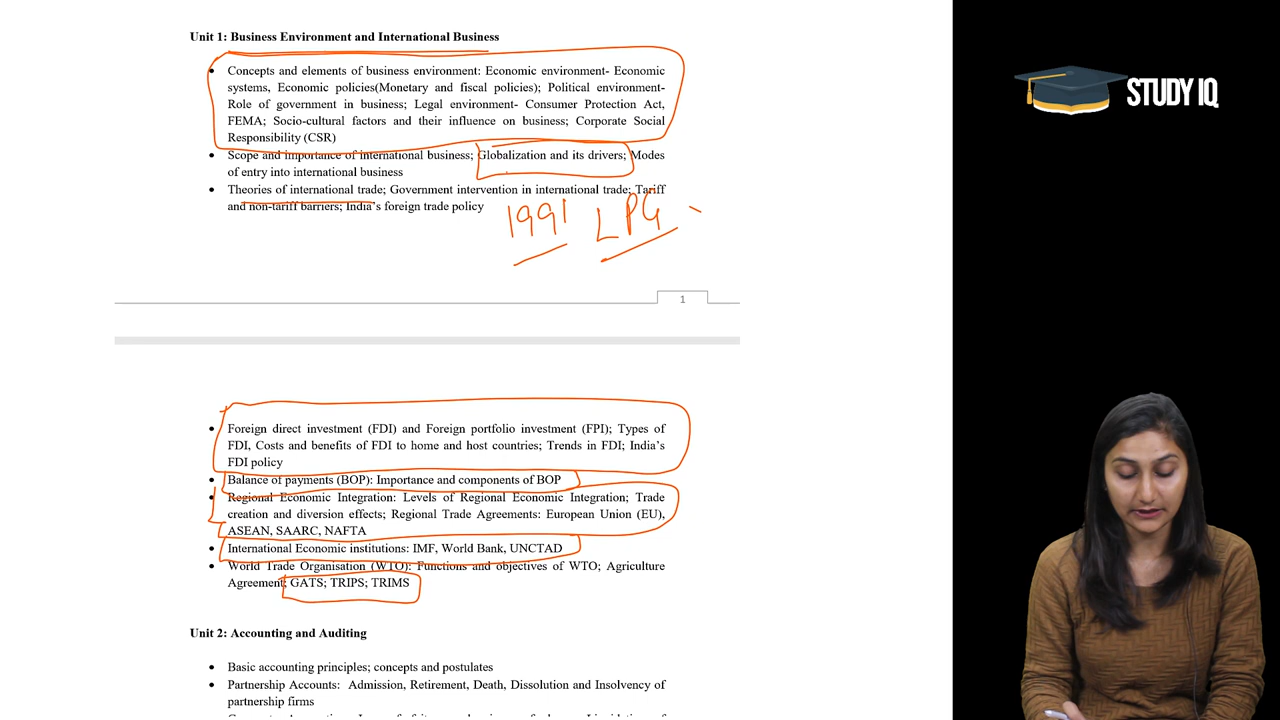 Unit 1: Business Environment and International Business
• Concepts and elements of business environment: Economic environment- Economic
systems, Economic policies(Monetary and fiscal policies); Political environment-
Role of government in business; Legal environment- Consumer Protection Act,
FEMA; Socio-cultural factors and their influence on business; Corporate Social
Responsibility (CSR)
• Scope and importance of international business; Globalization and its drivers; Modes
of entry into international business
• Theories of international trade; Government intervention in international trade; Tariff
and non-tariff barriers; India's foreign trade policy
1991 LPG
1
• Foreign direct investment (FDI) and Foreign portfolio investment (FPI); Types of
FDI, Costs and benefits of FDI to home and host countries; Trends in FDI; India's
FDI policy
• Balance of payments (BOP): Importance and components of BOP
• Regional Economic Integration: Levels of Regional Economic Integration; Trade
creation and diversion effects; Regional Trade Agreements: European Union (EU),
ASEAN, SAARC, NAFTA
• International Economic institutions: IMF, World Bank, UNCTAD
• World Trade Organisation (WTO): Functions and objectives of WTO; Agriculture
Agreement; GATS; TRIPS; TRIMS
Unit 2: Accounting and Auditing
• Basic accounting principles; concepts and postulates
• Partnership Accounts: Admission, Retirement, Death, Dissolution and Insolvency of
partnership firms
STUDY IQ